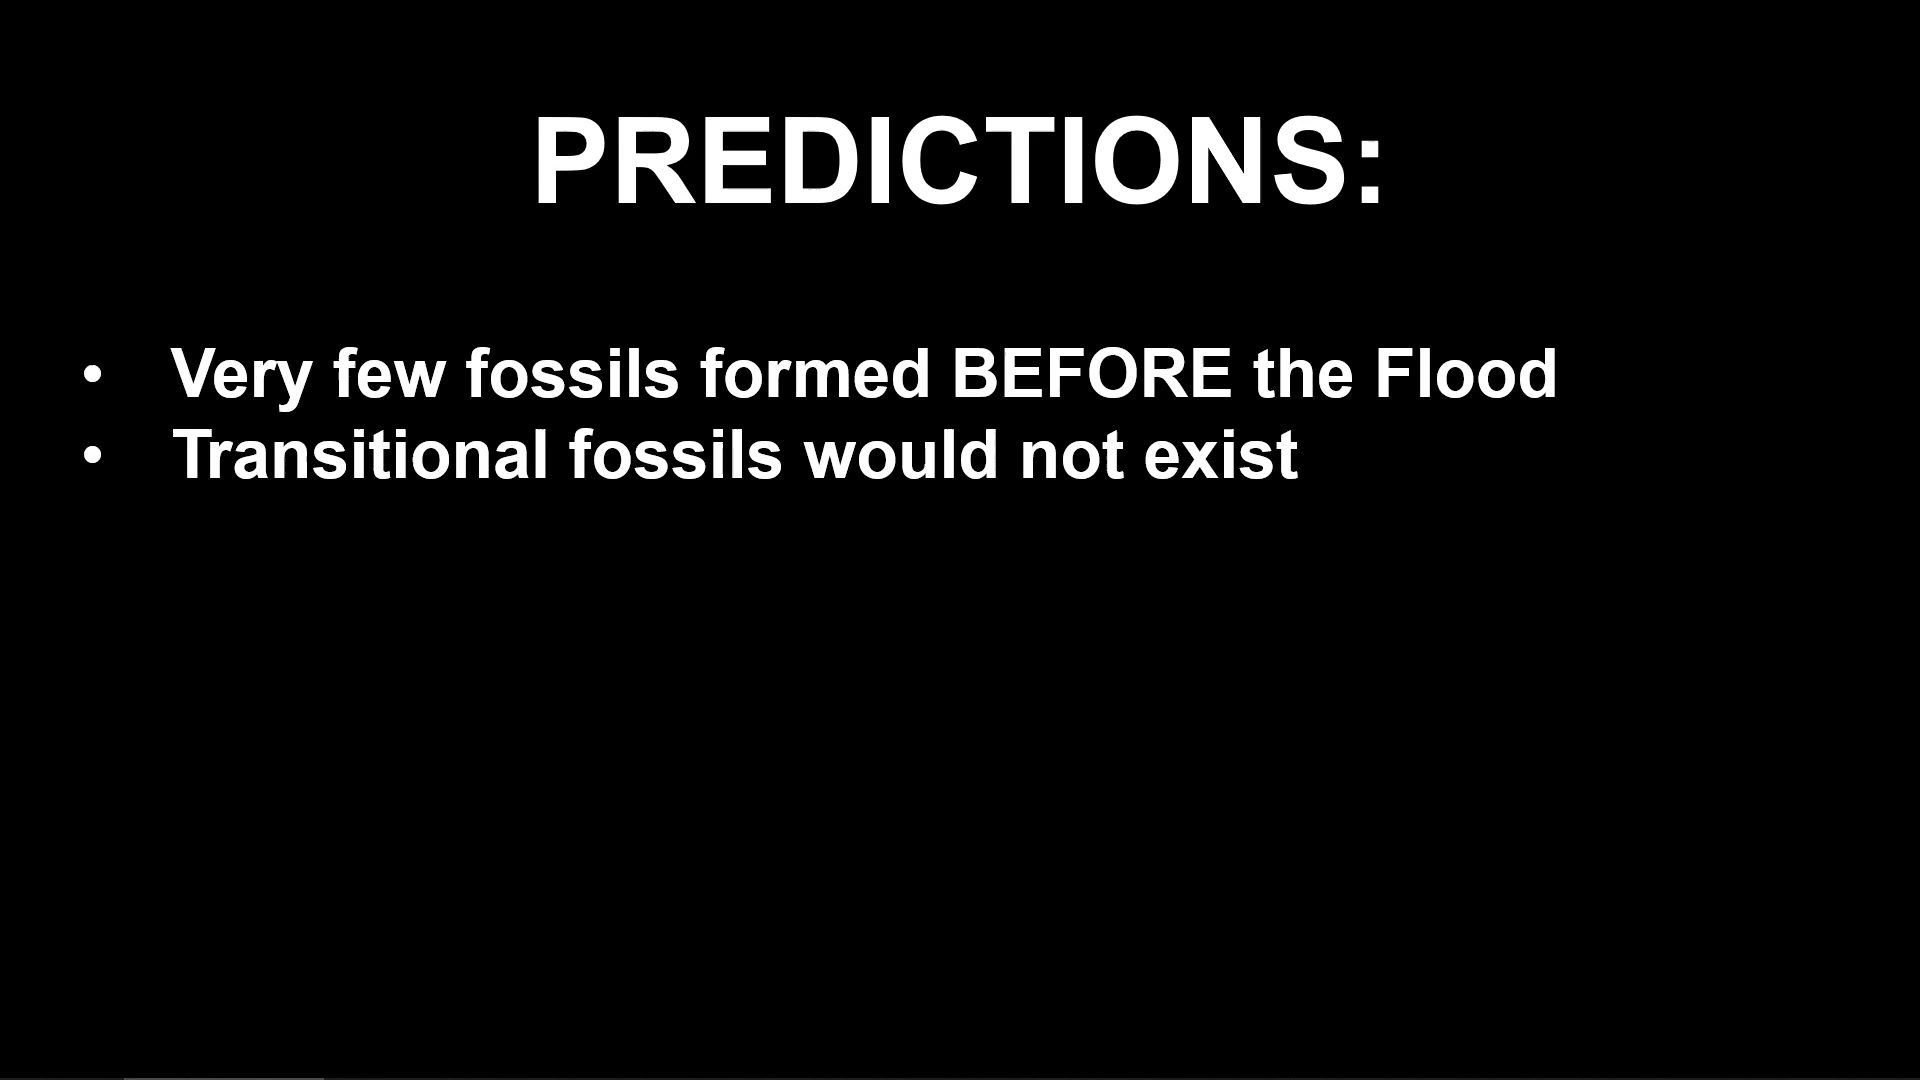 PREDICTIONS:
• Very few fossils formed BEFORE the Flood
• Transitional fossils would not exist